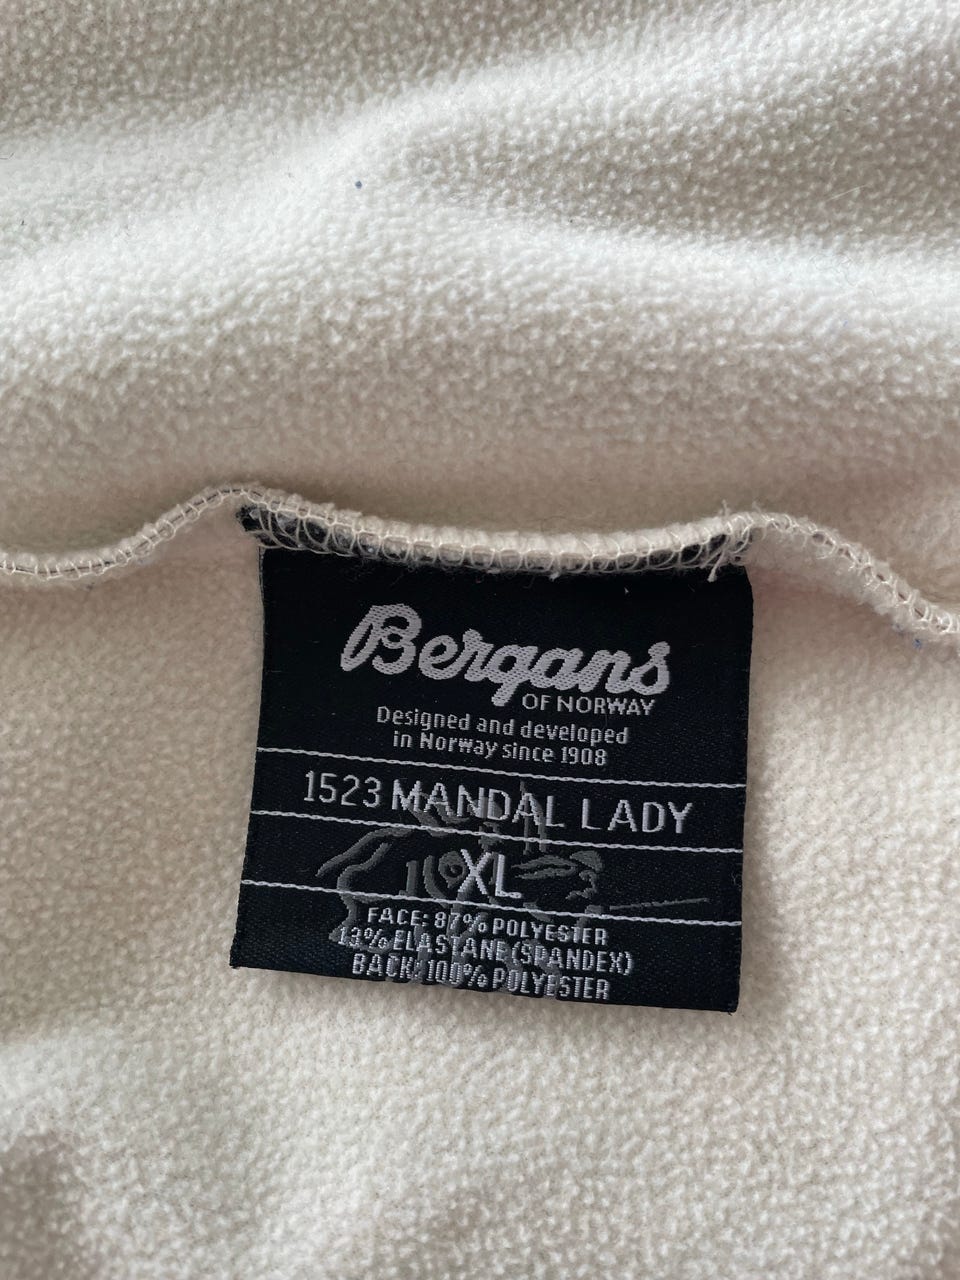 Bergans
OF NORWAY
Designed and developed
in Norway since 1908
1523 MANDAL LADY
XL
FACE: 87% POLYESTER
13% ELASTANE(SPANDEX)
BACK: 100% POLYESTER